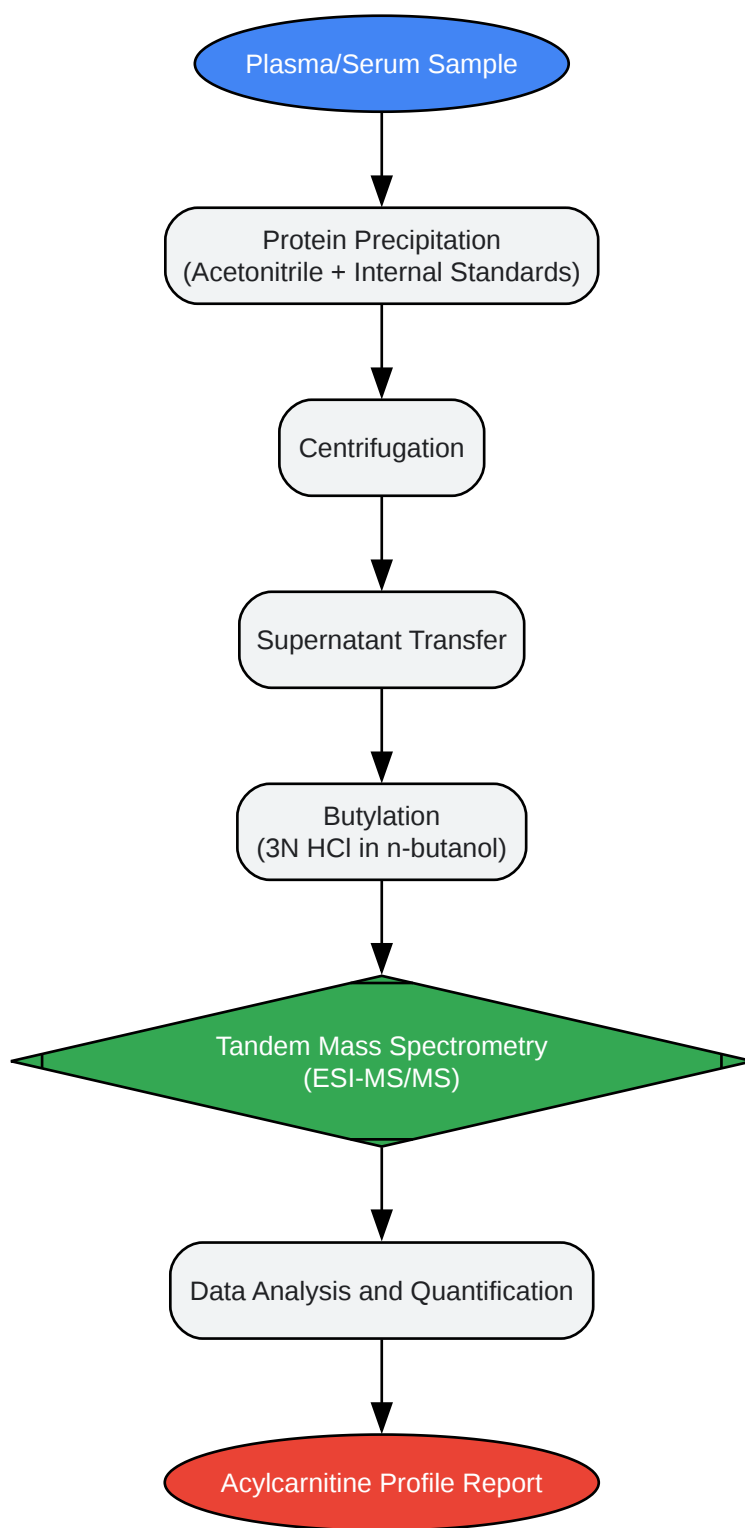 Plasma/Serum Sample
Protein Precipitation
(Acetonitrile + Internal Standards)
Centrifugation
Supernatant Transfer
Butylation
(3N HCl in n-butanol)
Tandem Mass Spectrometry
(ESI-MS/MS)
Data Analysis and Quantification
Acylcarnitine Profile Report